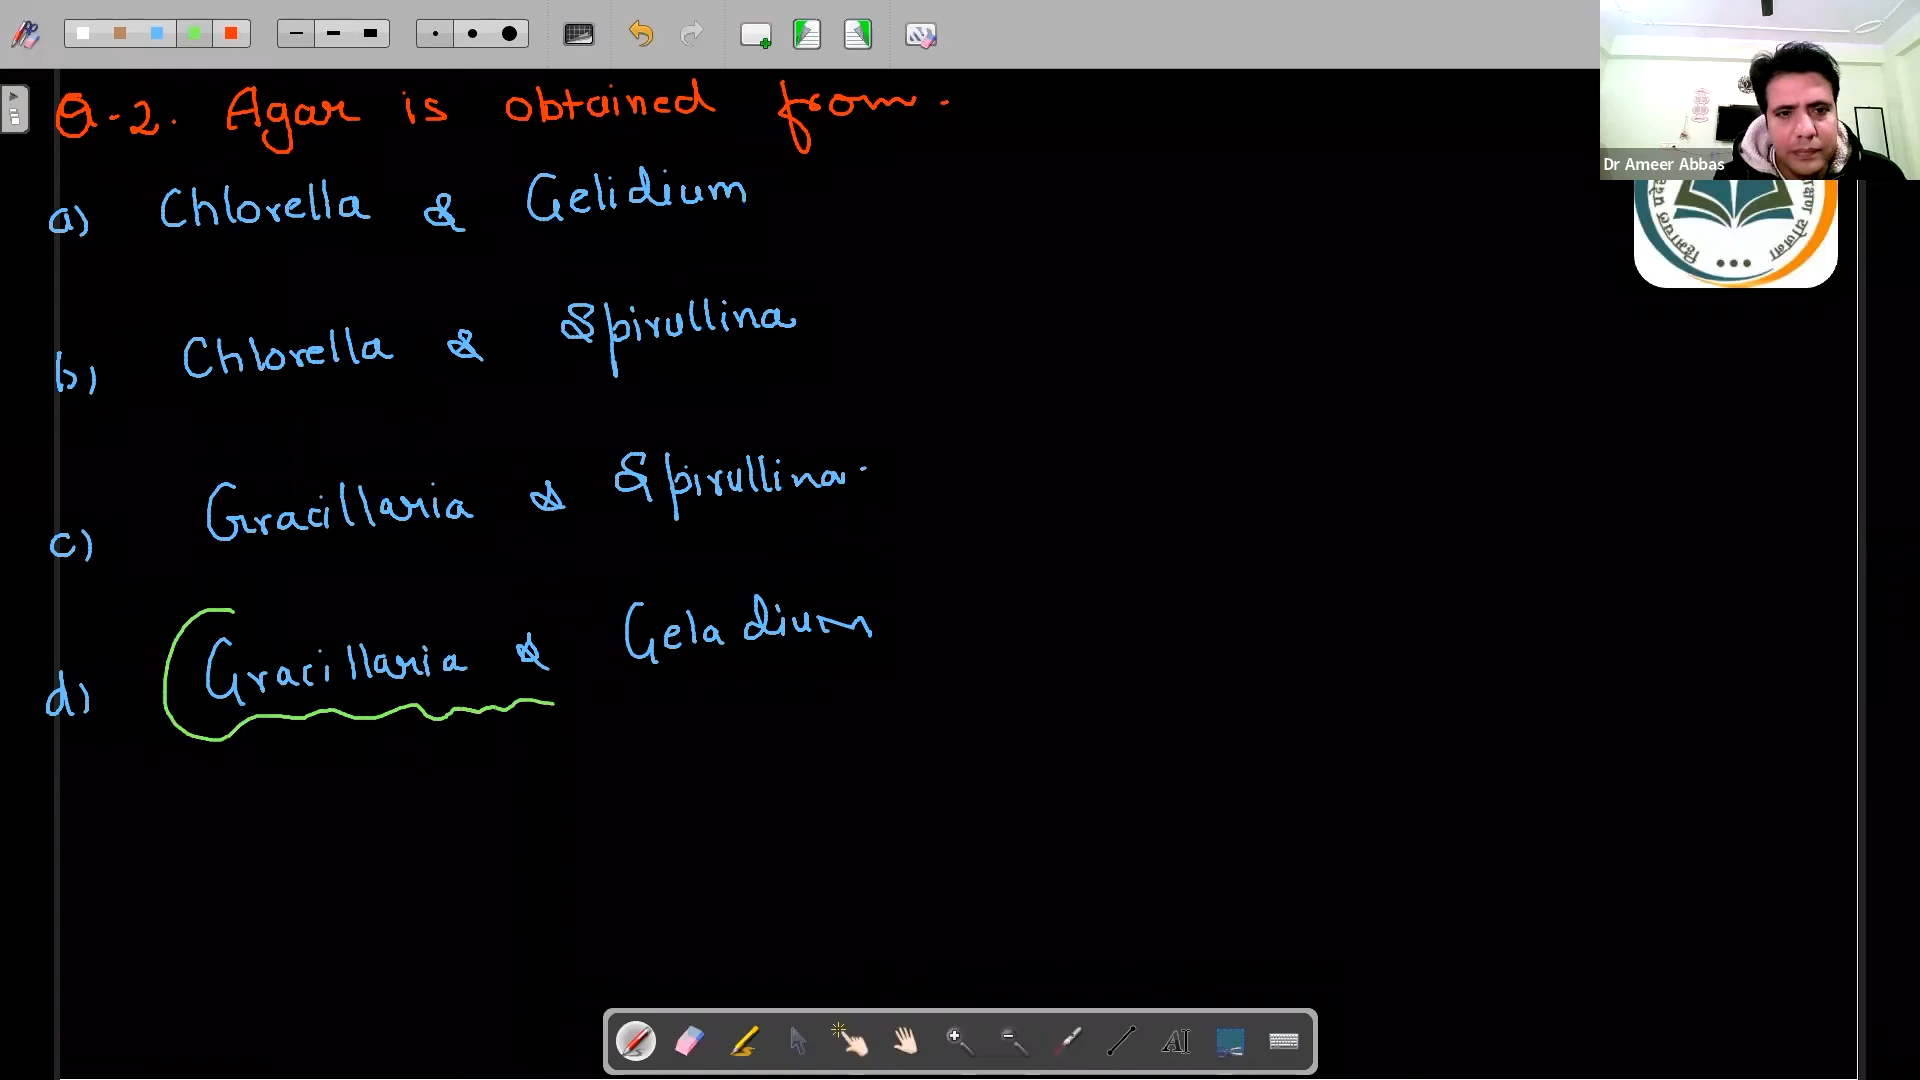 Q-2. Agar is obtained from.
a) Chlorella & Gelidium
b) Chlorella & Spirullina
c) Gracillaria & Spirullina.
d) Gracillaria & Geladium
Dr Ameer Abbas